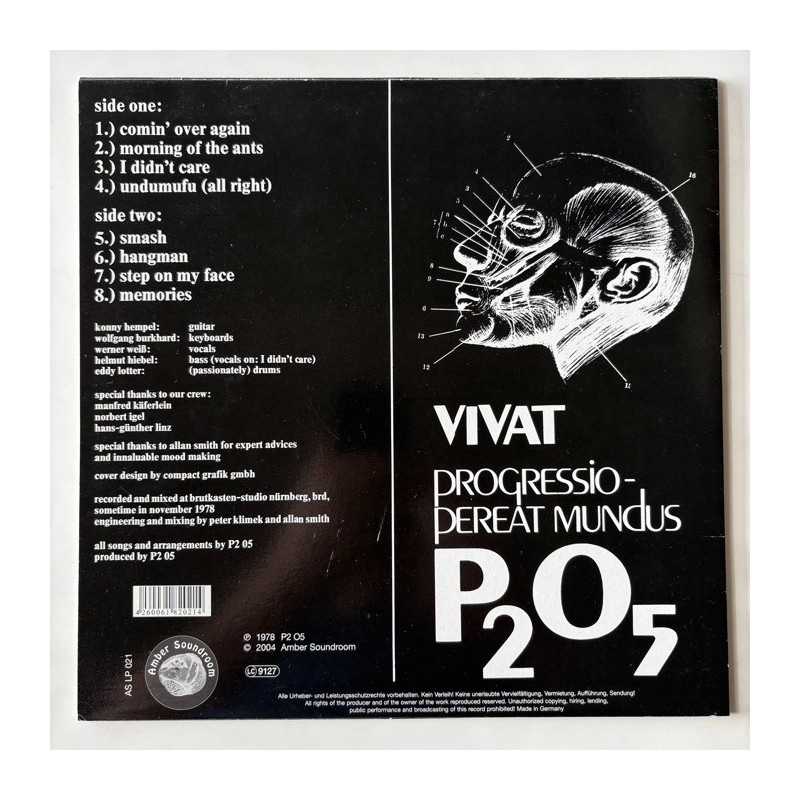 side one:
1.) comin' over again
2.) morning of the ants
3.) I didn't care
4.) undumufu (all right)
side two:
5.) smash
6.) hangman
7.) step on my face
8.) memories
konny hempel: guitar
wolfgang burkhard: keyboards
werner weiß: vocals
helmut hiebel: bass (vocals on: I didn't care)
eddy lotter: (passionately) drums
special thanks to our crew:
manfred käferlein
norbert igel
hans-günther linz
special thanks to allan smith for expert advices
and innaluable mood making
cover design by compact grafik gmbh
recorded and mixed at brutkasten-studio nürnberg, brd,
sometime in november 1978
engineering and mixing by peter klimek and allan smith
all songs and arrangements by P2 05
produced by P2 05
4260061820214
AS LP 021
Amber Soundroom
℗ 1978 P2 O5
© 2004 Amber Soundroom
LC 9127
2
16
8
9
6
13
12
VIVAT
PROGRESSIO-
PEREAT MUNDUS
P2O5
Alle Urheber- und Leistungsschutzrechte vorbehalten. Kein Verleih! Keine unerlaubte Vervielfältigung, Vermietung, Aufführung, Sendung!
All rights of the producer and of the owner of the work reproduced reserved. Unauthorized copying, hiring, lending,
public performance and broadcasting of this record prohibited! Made in Germany